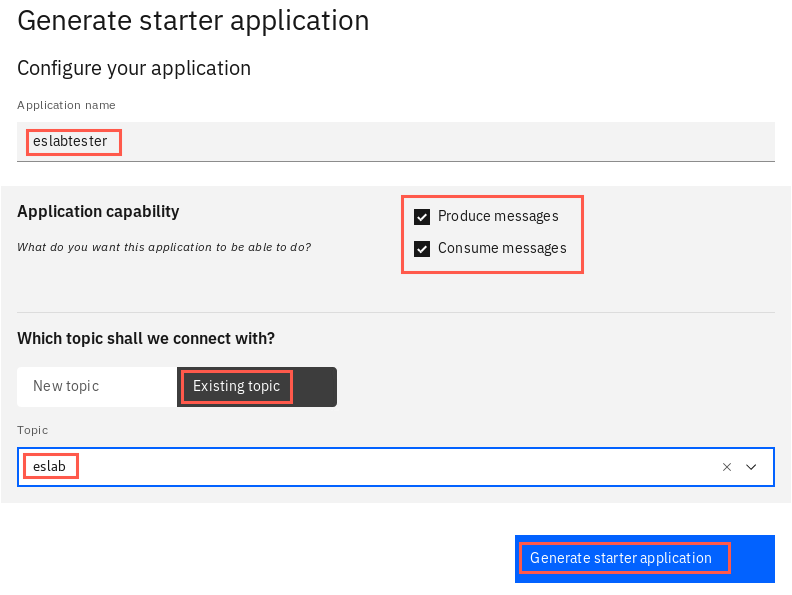 Generate starter application
Configure your application
Application name
eslabtester
Application capability
What do you want this application to be able to do?
Produce messages
Consume messages
Which topic shall we connect with?
New topic
Existing topic
Topic
eslab
Generate starter application